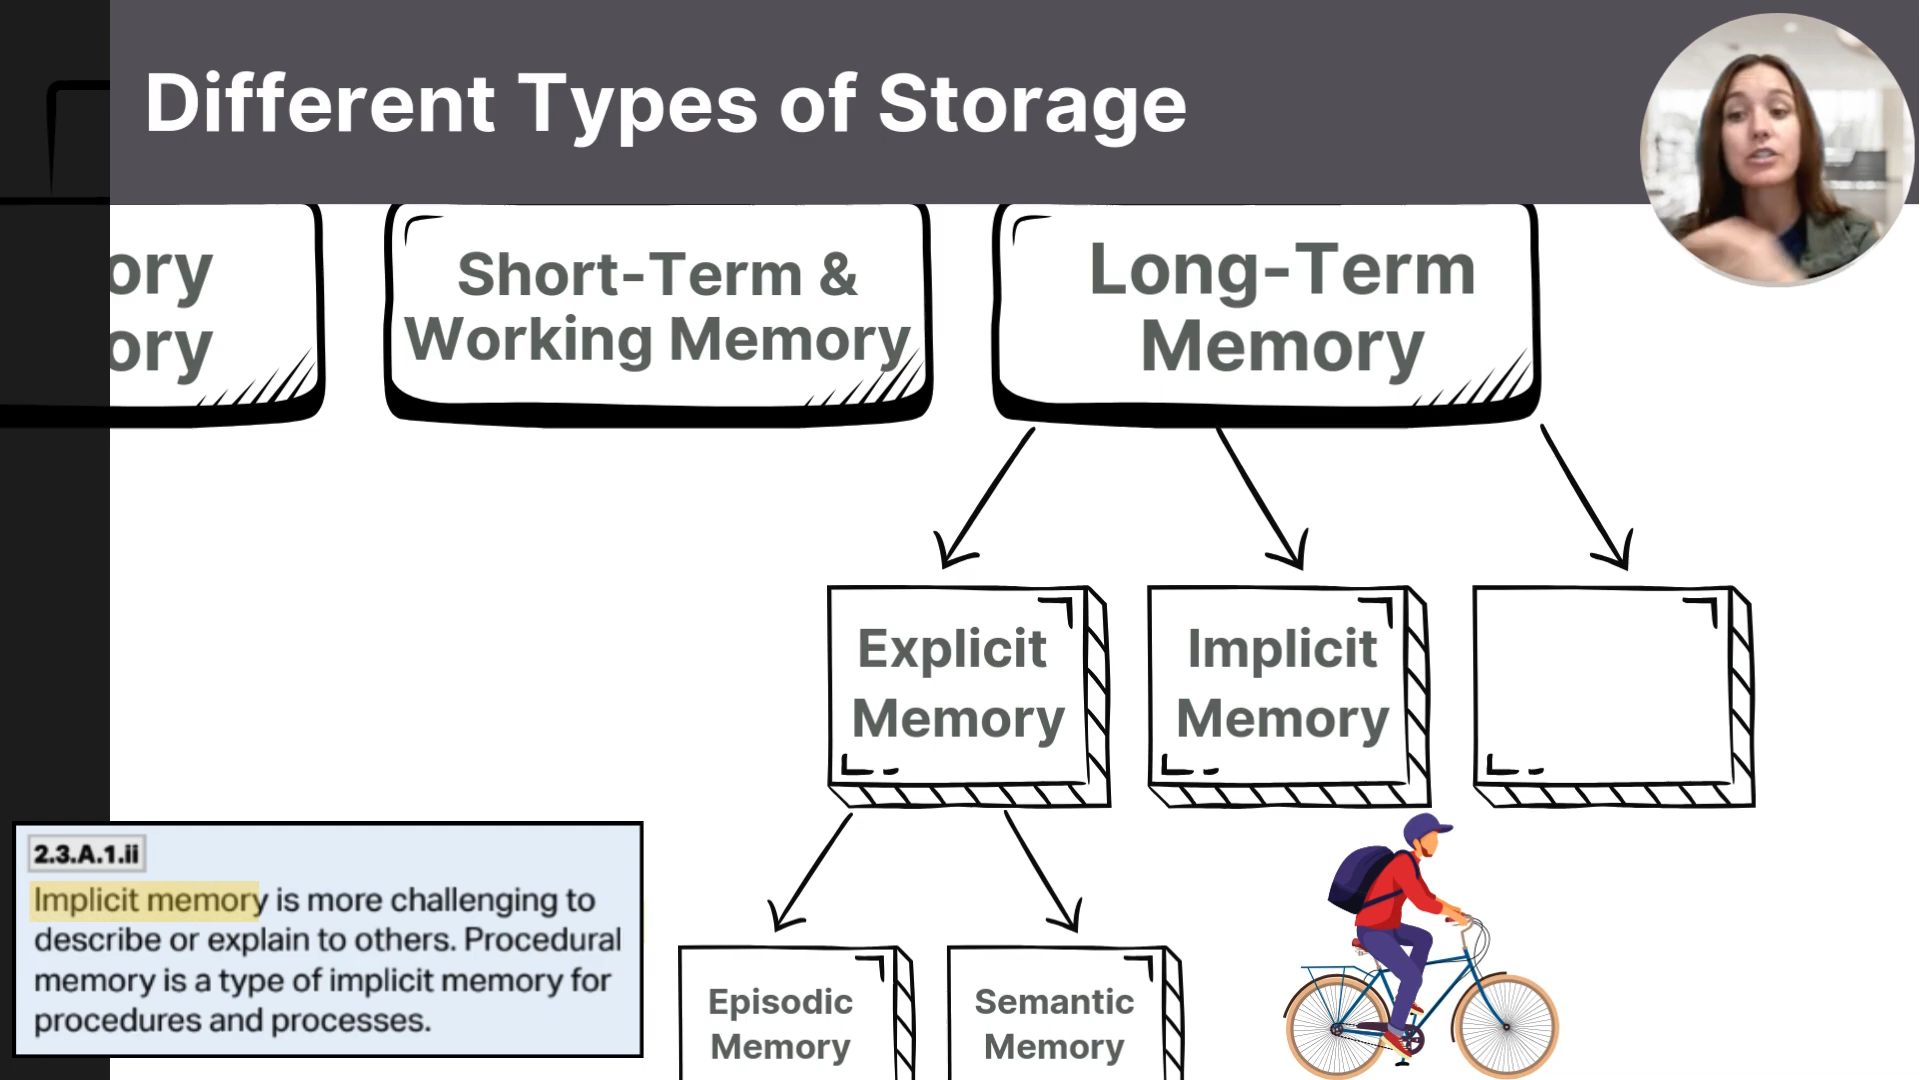 Different Types of Storage
ory
ory
Short-Term &
Working Memory
Long-Term
Memory
Explicit
Memory
Implicit
Memory
2.3.A.1.ii
Implicit memory is more challenging to
describe or explain to others. Procedural
memory is a type of implicit memory for
procedures and processes.
Episodic
Memory
Semantic
Memory